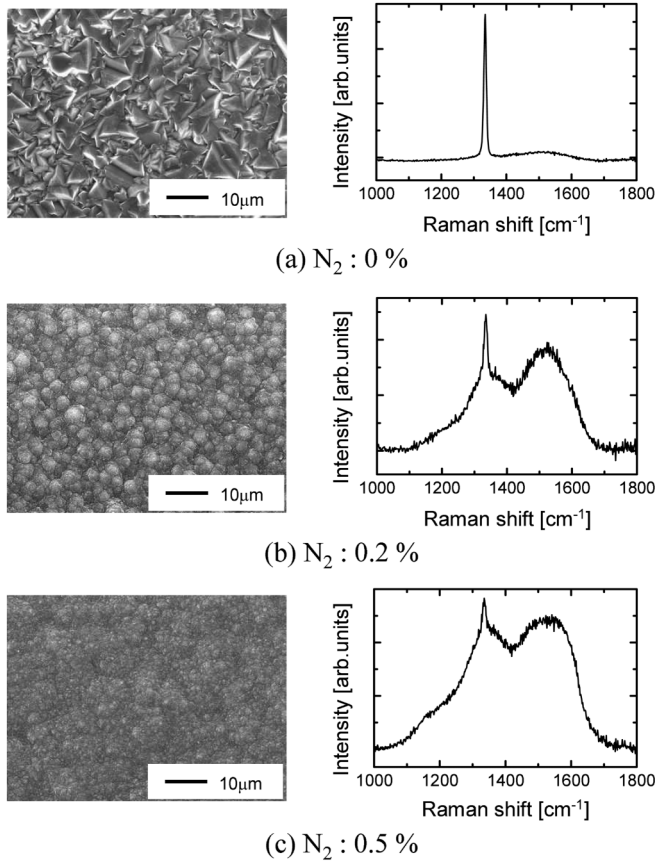 10μm
Intensity [arb.units]
1000 1200 1400 1600 1800
Raman shift [cm-1]
(a) N2 : 0 %
10μm
Intensity [arb.units]
1000 1200 1400 1600 1800
Raman shift [cm-1]
(b) N2 : 0.2 %
10μm
Intensity [arb.units]
1000 1200 1400 1600 1800
Raman shift [cm-1]
(c) N2 : 0.5 %